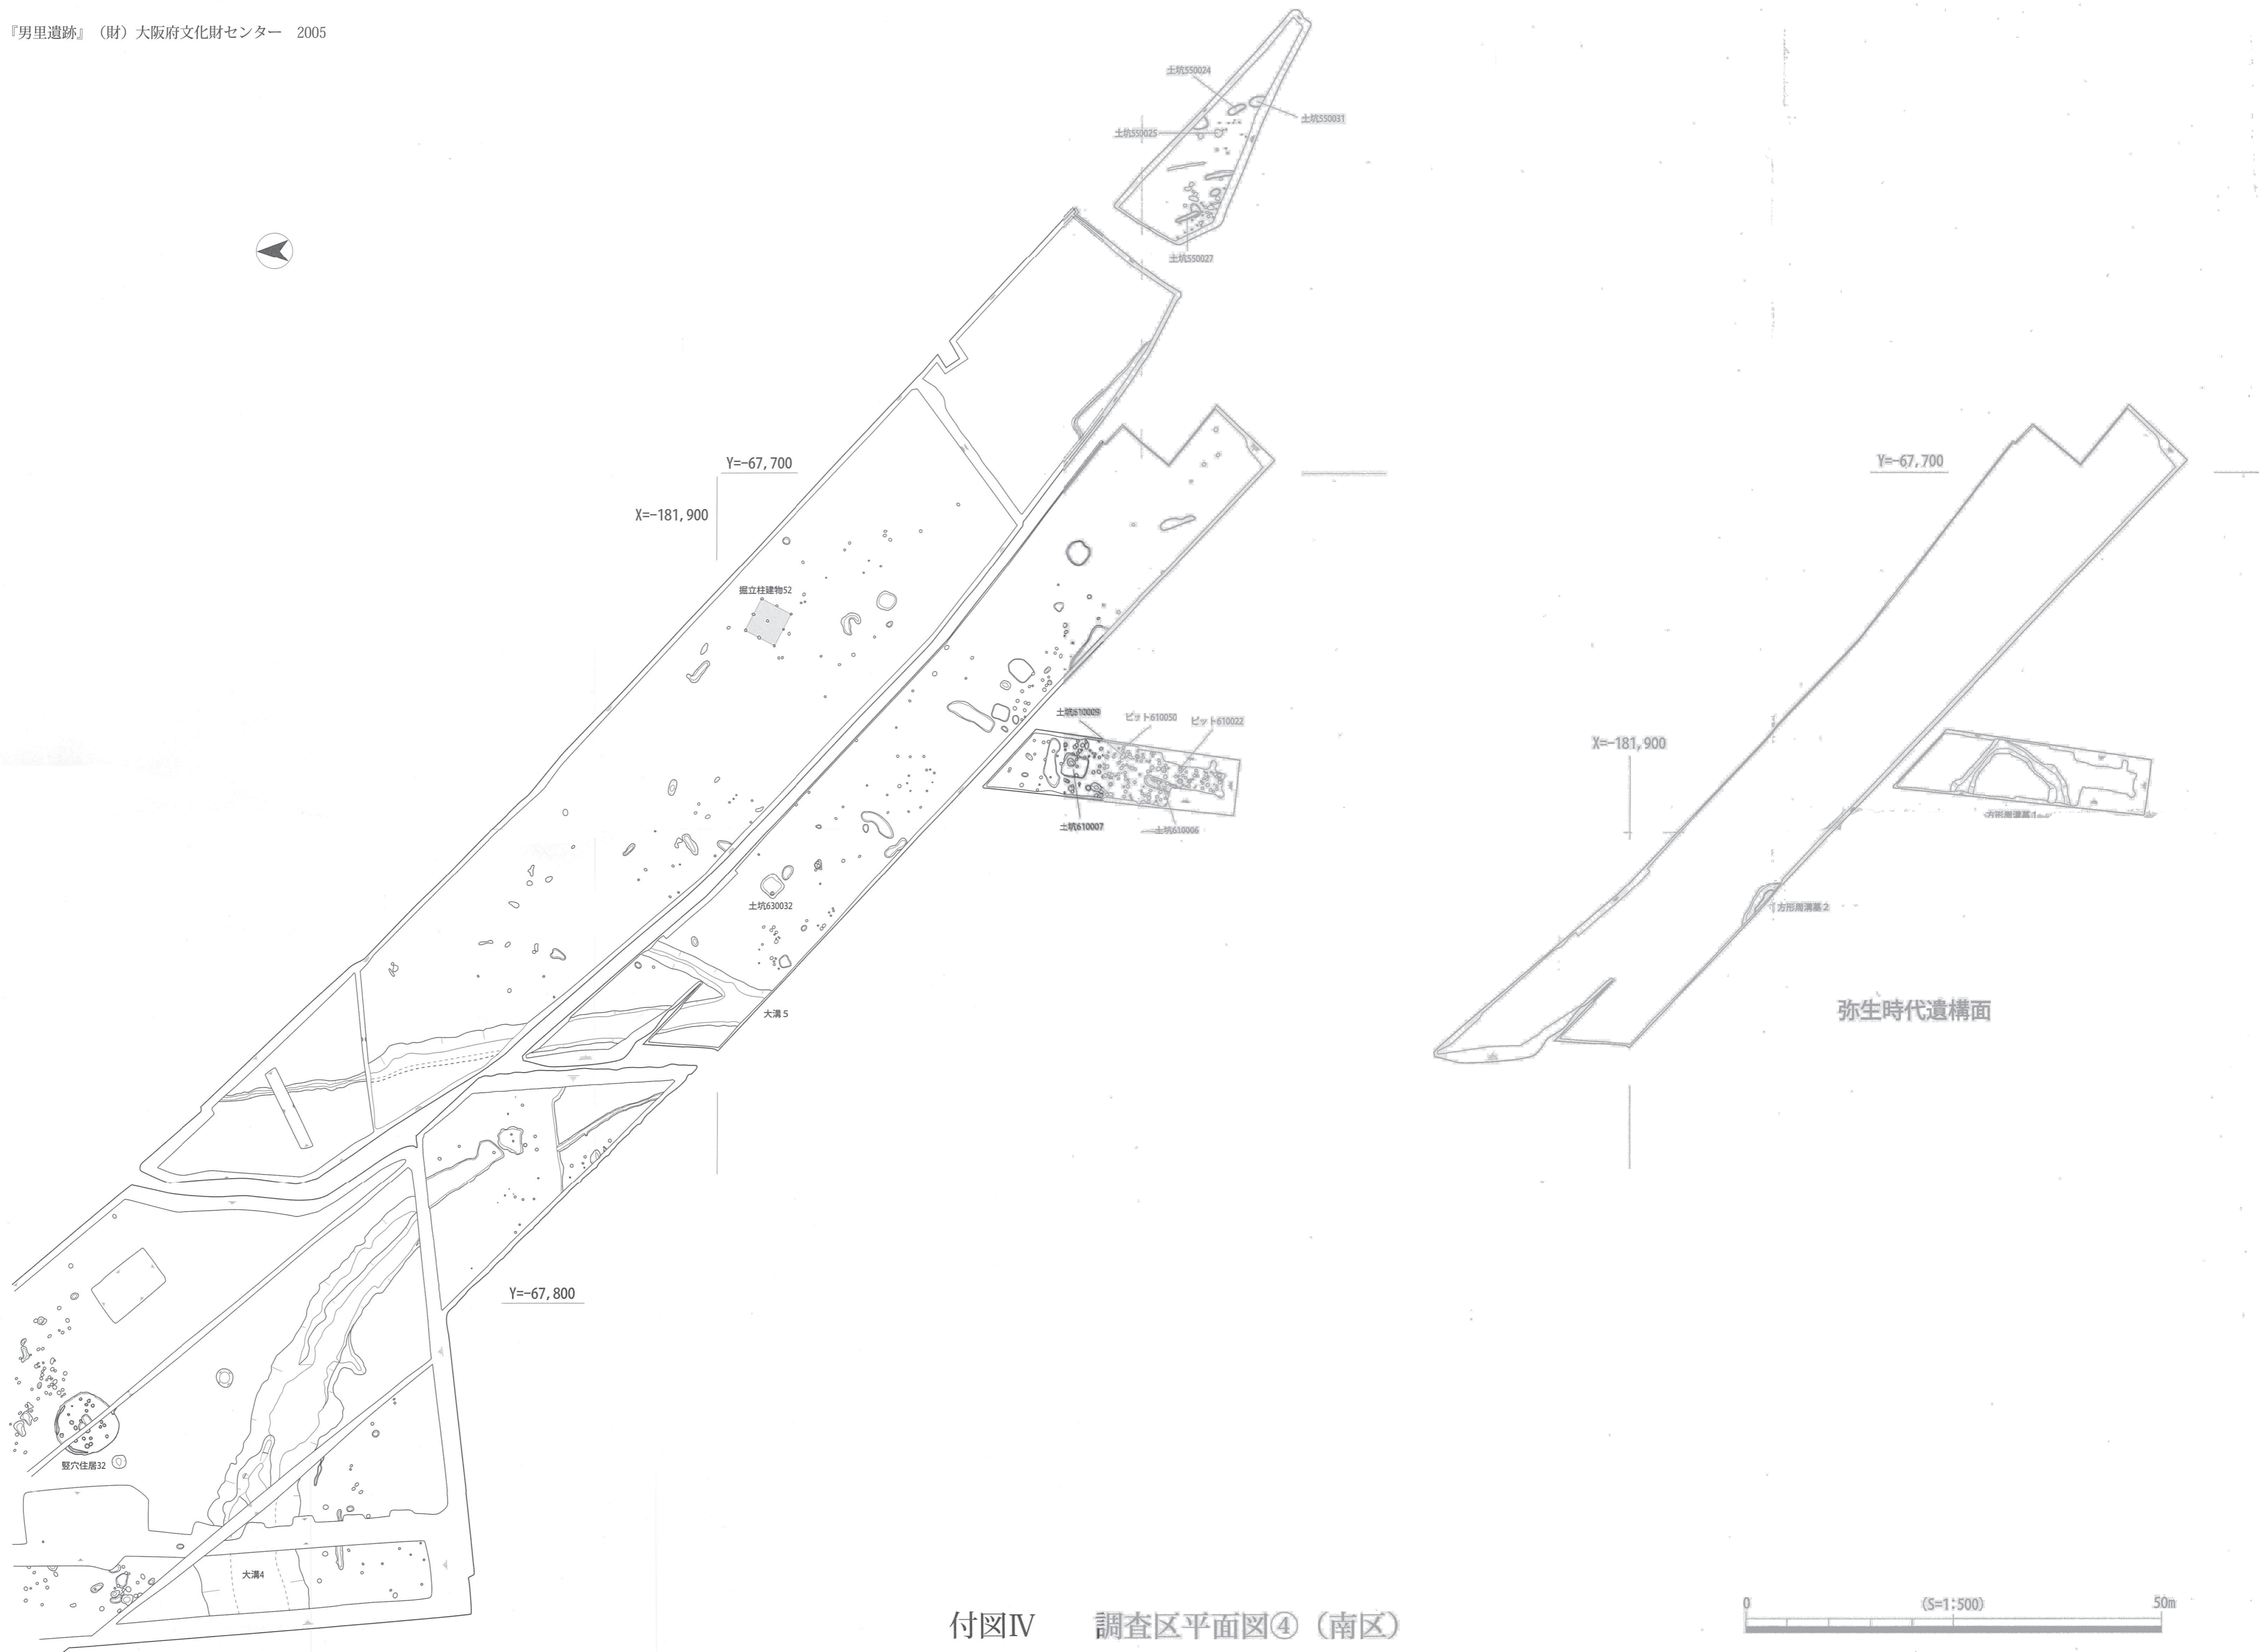 『男里遺跡』（財）大阪府文化財センター　2005
土坑550024
土坑550031
土坑550025
土坑550027
Y=-67,700
X=-181,900
掘立柱建物52
土坑610009
ピット610050
ピット610022
土坑610007
土坑610006
土坑630032
大溝5
Y=-67,800
竪穴住居32
大溝4
Y=-67,700
X=-181,900
方形周溝墓1
方形周溝墓2
弥生時代遺構面
付図Ⅳ　調査区平面図④（南区）
0 (S=1:500) 50m